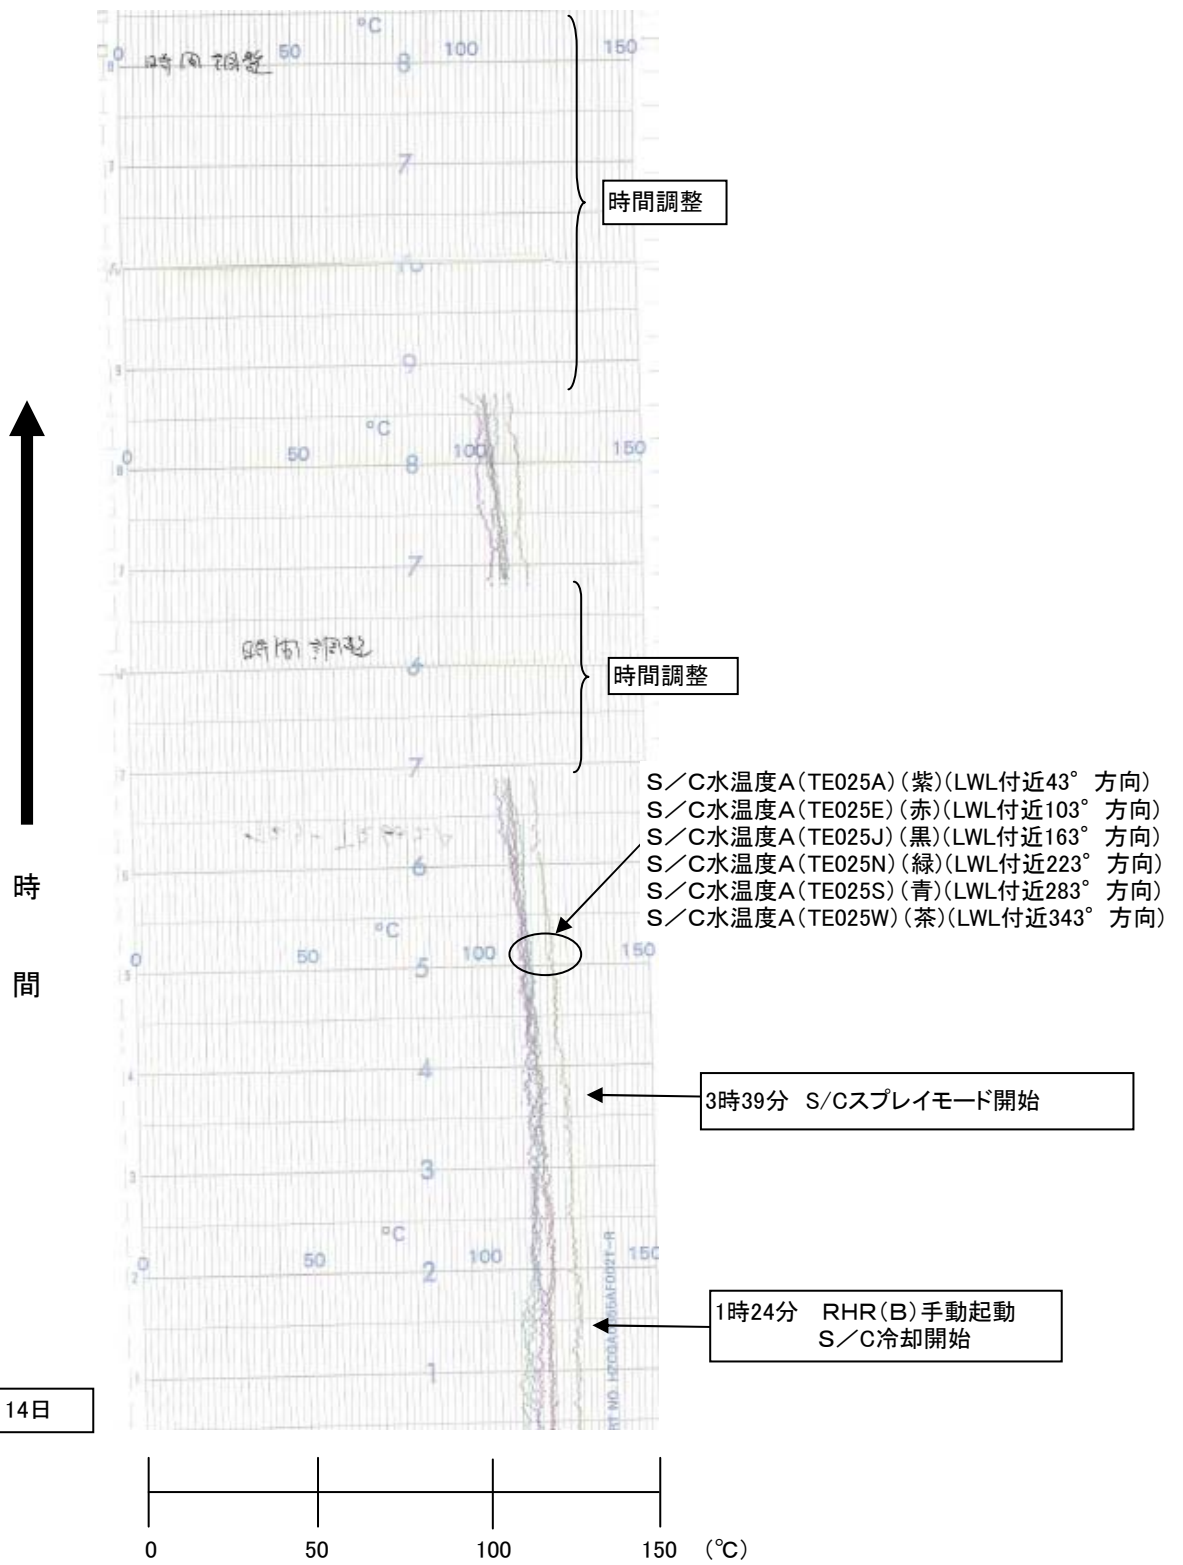 ℃
0 50 100 150
時間調整
8
7
時間調整
9
℃
0 50 100 150
8
7
時間調整
6
時間調整
7
S/C水温度A(TE025A)(紫)(LWL付近43°方向)
S/C水温度A(TE025E)(赤)(LWL付近103°方向)
S/C水温度A(TE025J)(黒)(LWL付近163°方向)
S/C水温度A(TE025N)(緑)(LWL付近223°方向)
S/C水温度A(TE025S)(青)(LWL付近283°方向)
S/C水温度A(TE025W)(茶)(LWL付近343°方向)
6
時間
℃
0 50 100 150
5
4
3時39分 S/Cスプレイモード開始
3
℃
0 50 100 150
2
1時24分 RHR(B)手動起動
S/C冷却開始
1
14日
0 50 100 150 (℃)